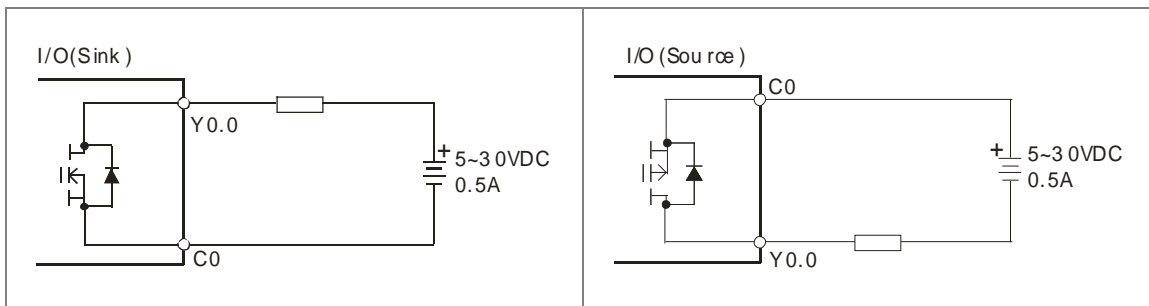 I/O(Sink)
Y0.0
+ 5~30VDC
0.5A
C0
I/O(Source)
C0
+ 5~30VDC
0.5A
Y0.0